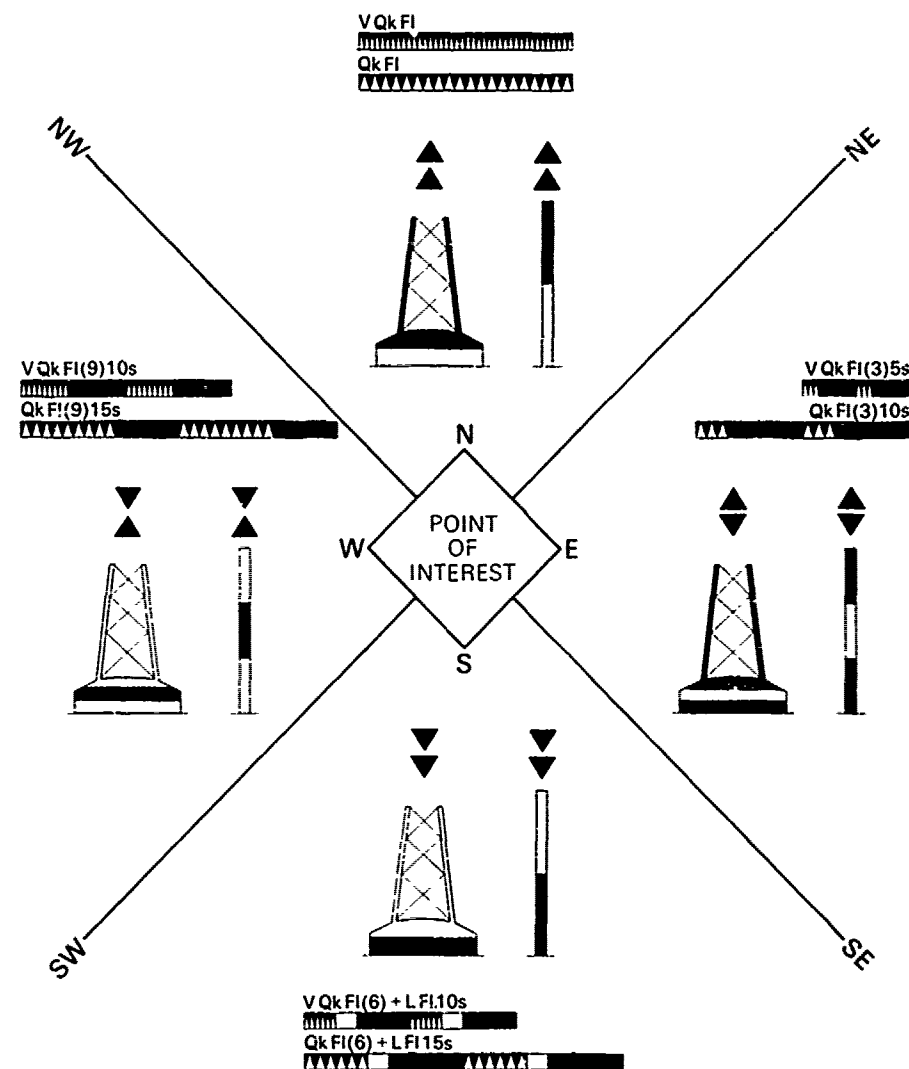 V Qk Fl
Qk Fl
NW
NE
V Qk Fl(9)10s
Qk Fl(9)15s
V Qk Fl(3)5s
Qk Fl(3)10s
N
W
POINT
OF
INTEREST
E
S
SW
SE
V Qk Fl(6) + L Fl.10s
Qk Fl(6) + L Fl 15s